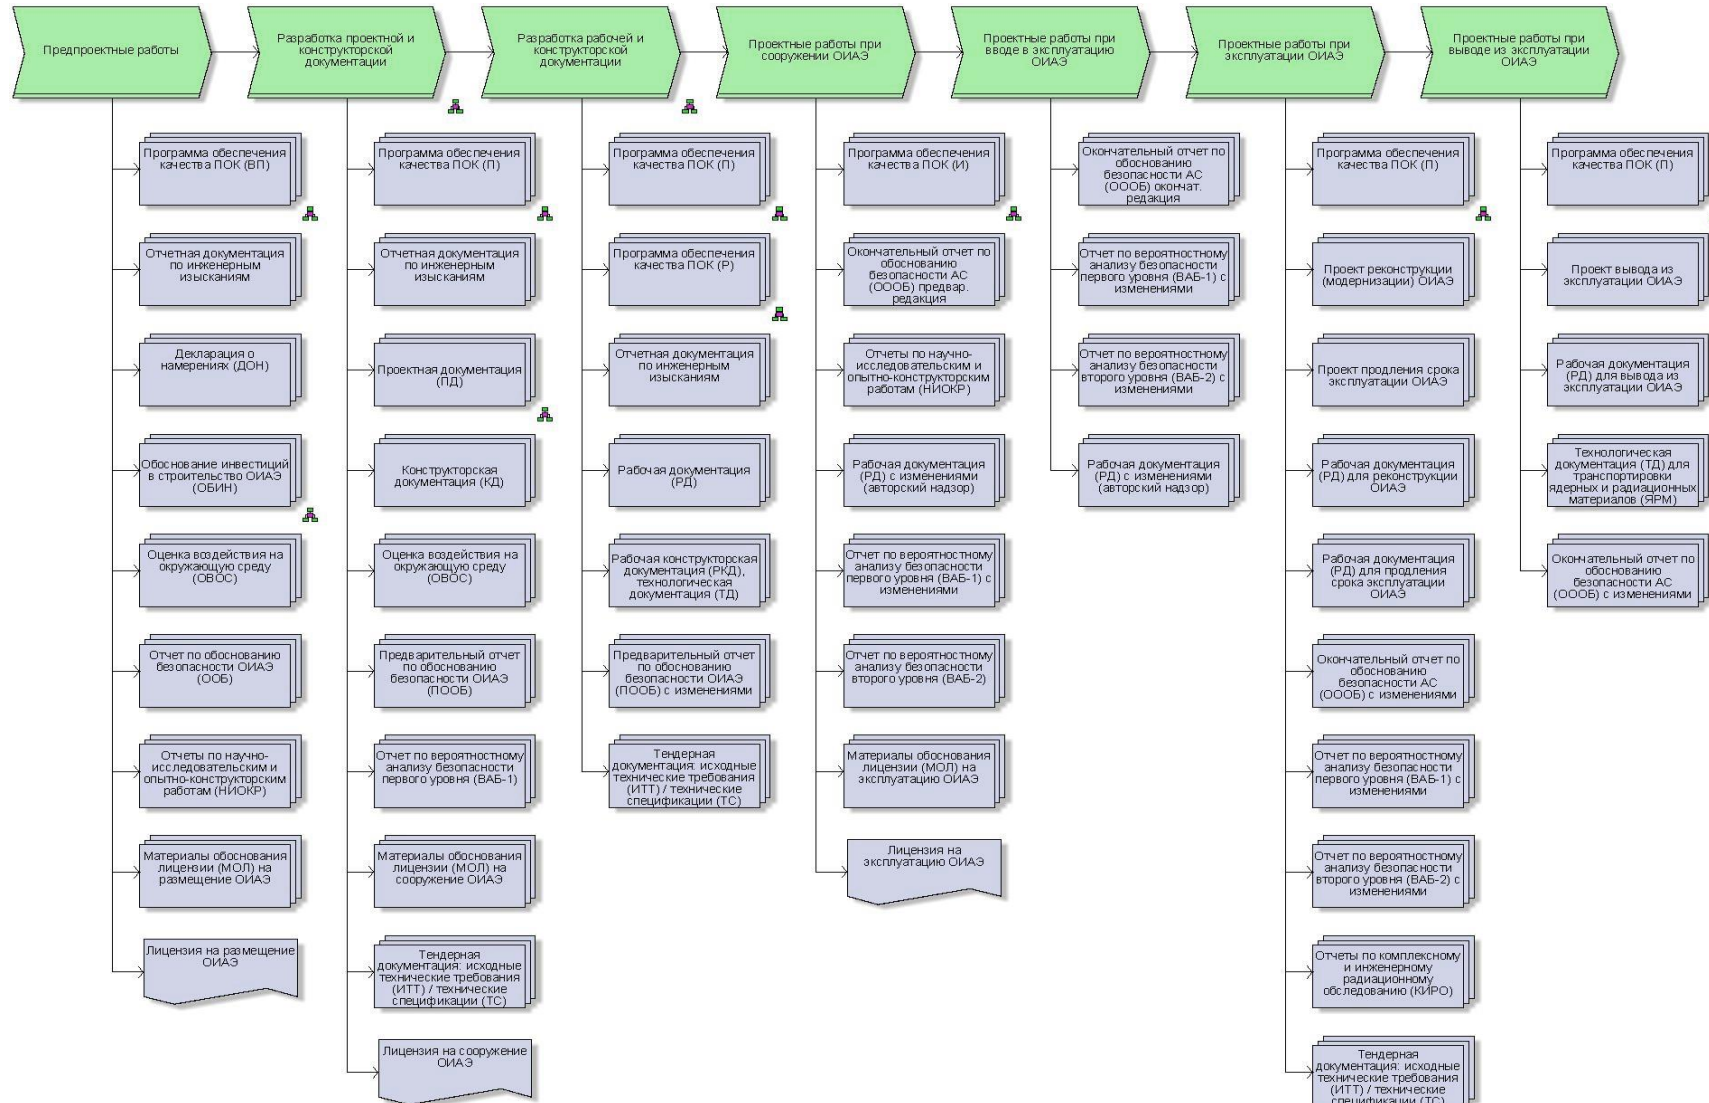 Предпроектные работы
Разработка проектной и
конструкторской
документации
Разработка рабочей и
конструкторской
документации
Проектные работы при
сооружении ОИАЭ
Проектные работы при
вводе в эксплуатацию
ОИАЭ
Проектные работы при
эксплуатации ОИАЭ
Проектные работы при
выводе из эксплуатации
ОИАЭ
Программа обеспечения
качества ПОК (ВП)
Отчетная документация
по инженерным
изысканиям
Декларация о
намерениях (ДОН)
Обоснование инвестиций
в строительство ОИАЭ
(ОБИН)
Оценка воздействия на
окружающую среду
(ОВОС)
Отчет по обоснованию
безопасности ОИАЭ
(ООБ)
Отчеты по научно-
исследовательским и
опытно-конструкторским
работам (НИОКР)
Материалы обоснования
лицензии (МОЛ) на
размещение ОИАЭ
Лицензия на размещение
ОИАЭ
Программа обеспечения
качества ПОК (П)
Отчетная документация
по инженерным
изысканиям
Проектная документация
(ПД)
Конструкторская
документация (КД)
Оценка воздействия на
окружающую среду
(ОВОС)
Предварительный отчет
по обоснованию
безопасности ОИАЭ
(ПООБ)
Отчет по вероятностному
анализу безопасности
первого уровня (ВАБ-1)
Материалы обоснования
лицензии (МОЛ) на
сооружение ОИАЭ
Тендерная
документация: исходные
технические требования
(ИТТ) / технические
спецификации (ТС)
Лицензия на сооружение
ОИАЭ
Программа обеспечения
качества ПОК (П)
Программа обеспечения
качества ПОК (Р)
Отчетная документация
по инженерным
изысканиям
Рабочая документация
(РД)
Рабочая конструкторская
документация (РКД),
технологическая
документация (ТД)
Предварительный отчет
по обоснованию
безопасности ОИАЭ
(ПООБ) с изменениями
Тендерная
документация: исходные
технические требования
(ИТТ) / технические
спецификации (ТС)
Программа обеспечения
качества ПОК (И)
Окончательный отчет по
обоснованию
безопасности АС
(ОООБ) предвар.
редакция
Отчеты по научно-
исследовательским и
опытно-конструкторским
работам (НИОКР)
Рабочая документация
(РД) с изменениями
(авторский надзор)
Отчет по вероятностному
анализу безопасности
первого уровня (ВАБ-1) с
изменениями
Отчет по вероятностному
анализу безопасности
второго уровня (ВАБ-2)
Материалы обоснования
лицензии (МОЛ) на
эксплуатацию ОИАЭ
Лицензия на
эксплуатацию ОИАЭ
Окончательный отчет по
обоснованию
безопасности АС
(ОООБ) окончат.
редакция
Отчет по вероятностному
анализу безопасности
первого уровня (ВАБ-1) с
изменениями
Отчет по вероятностному
анализу безопасности
второго уровня (ВАБ-2) с
изменениями
Рабочая документация
(РД) с изменениями
(авторский надзор)
Программа обеспечения
качества ПОК (П)
Проект реконструкции
(модернизации) ОИАЭ
Проект продления срока
эксплуатации ОИАЭ
Рабочая документация
(РД) для реконструкции
ОИАЭ
Рабочая документация
(РД) для продления
срока эксплуатации
ОИАЭ
Окончательный отчет по
обоснованию
безопасности АС
(ОООБ) с изменениями
Отчет по вероятностному
анализу безопасности
первого уровня (ВАБ-1) с
изменениями
Отчет по вероятностному
анализу безопасности
второго уровня (ВАБ-2) с
изменениями
Отчеты по комплексному
и инженерному
радиационному
обследованию (КИРО)
Тендерная
документация: исходные
технические требования
(ИТТ) / технические
спецификации (ТС)
Программа обеспечения
качества ПОК (П)
Проект вывода из
эксплуатации ОИАЭ
Рабочая документация
(РД) для вывода из
эксплуатации ОИАЭ
Технологическая
документация (ТД) для
транспортировки
ядерных и радиационных
материалов (ЯРМ)
Окончательный отчет по
обоснованию
безопасности АС
(ОООБ) с изменениями